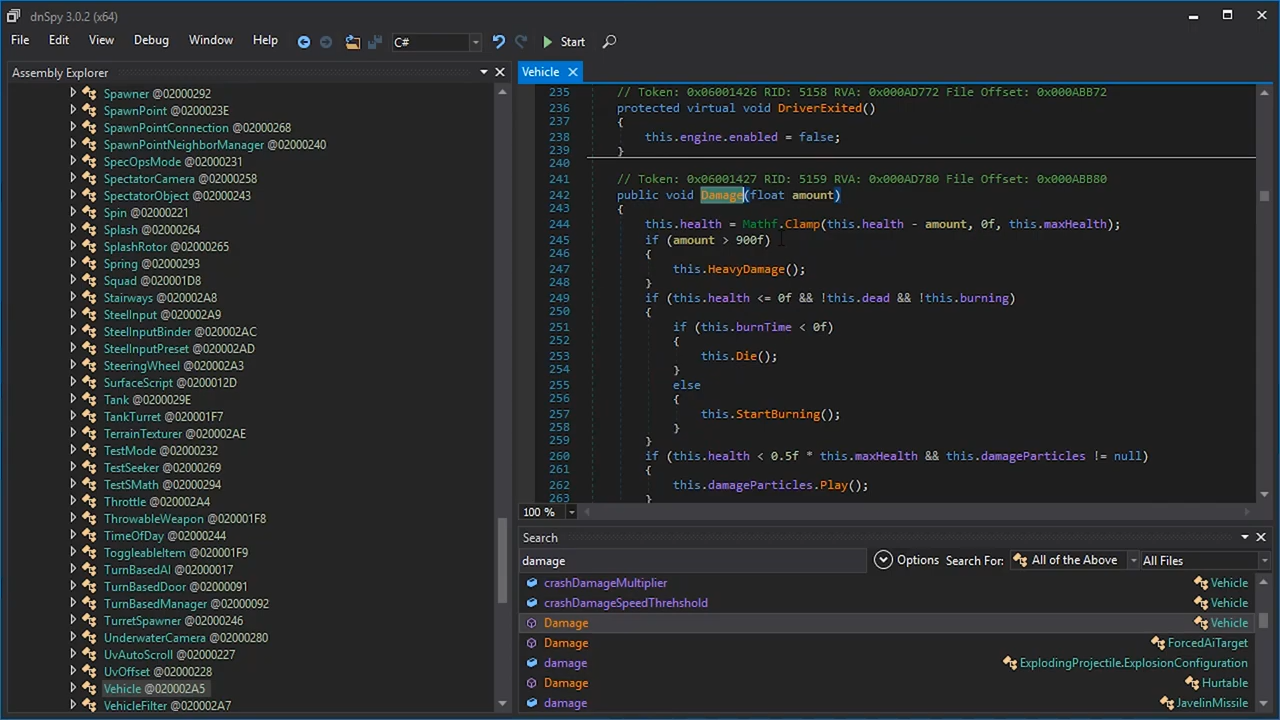 dnSpy 3.0.2 (x64)
File Edit View Debug Window Help C# Start
Assembly Explorer
Spawner @02000292
SpawnPoint @0200023E
SpawnPointConnection @02000268
SpawnPointNeighborManager @02000240
SpecOpsMode @02000231
SpectatorCamera @02000258
SpectatorObject @02000243
Spin @02000221
Splash @02000264
SplashRotor @02000265
Spring @02000293
Squad @020001D8
Stairways @020002A8
SteelInput @020002A9
SteelInputBinder @020002AC
SteelInputPreset @020002AD
SteeringWheel @020002A3
SurfaceScript @0200012D
Tank @0200029E
TankTurret @020001F7
TerrainTexturer @020002AE
TestMode @02000232
TestSeeker @02000269
TestSMath @02000294
Throttle @020002A4
ThrowableWeapon @020001F8
TimeOfDay @02000244
ToggleableItem @020001F9
TurnBasedAI @02000017
TurnBasedDoor @02000091
TurnBasedManager @02000092
TurretSpawner @02000246
UnderwaterCamera @02000280
UvAutoScroll @02000227
UvOffset @02000228
Vehicle @020002A5
VehicleFilter @020002A7
Vehicle
235 // Token: 0x06001426 RID: 5158 RVA: 0x000AD772 File Offset: 0x000ABB72
236 protected virtual void DriverExited()
237 {
238 this.engine.enabled = false;
239 }
240
241 // Token: 0x06001427 RID: 5159 RVA: 0x000AD780 File Offset: 0x000ABB80
242 public void Damage(float amount)
243 {
244 this.health = Mathf.Clamp(this.health - amount, 0f, this.maxHealth);
245 if (amount > 900f)
246 {
247 this.HeavyDamage();
248 }
249 if (this.health <= 0f && !this.dead && !this.burning)
250 {
251 if (this.burnTime < 0f)
252 {
253 this.Die();
254 }
255 else
256 {
257 this.StartBurning();
258 }
259 }
260 if (this.health < 0.5f * this.maxHealth && this.damageParticles != null)
261 {
262 this.damageParticles.Play();
263 }
100 %
Search
damage Options Search For: All of the Above All Files
crashDamageMultiplier Vehicle
crashDamageSpeedThrehshold Vehicle
Damage Vehicle
Damage ForcedAiTarget
damage ExplodingProjectile.ExplosionConfiguration
Damage Hurtable
damage JavelinMissile